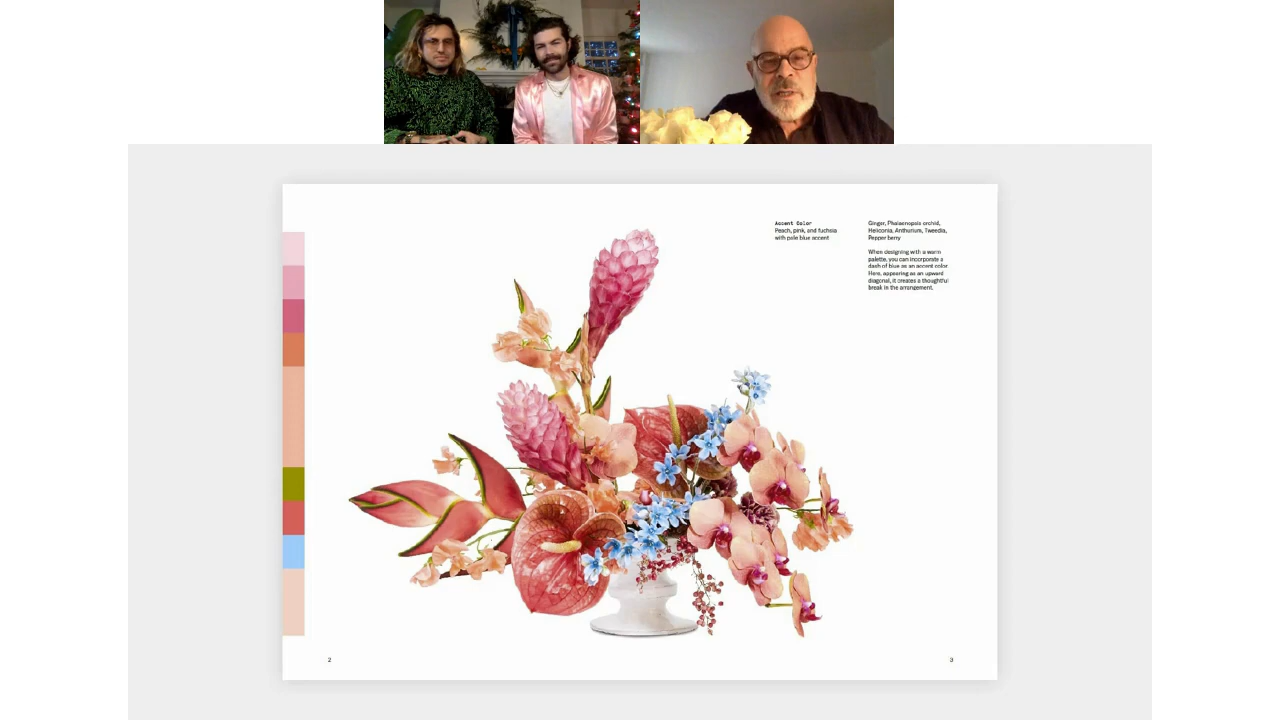 Accent Color
Peach, pink, and fuchsia
with pale blue accent
Ginger, Phalaenopsis orchid,
Heliconia, Anthurium, Tweedia,
Pepper berry
When designing with a warm
palette, you can incorporate a
dash of blue as an accent color.
Here, appearing as an upward
diagonal, it creates a thoughtful
break in the arrangement.
2
3